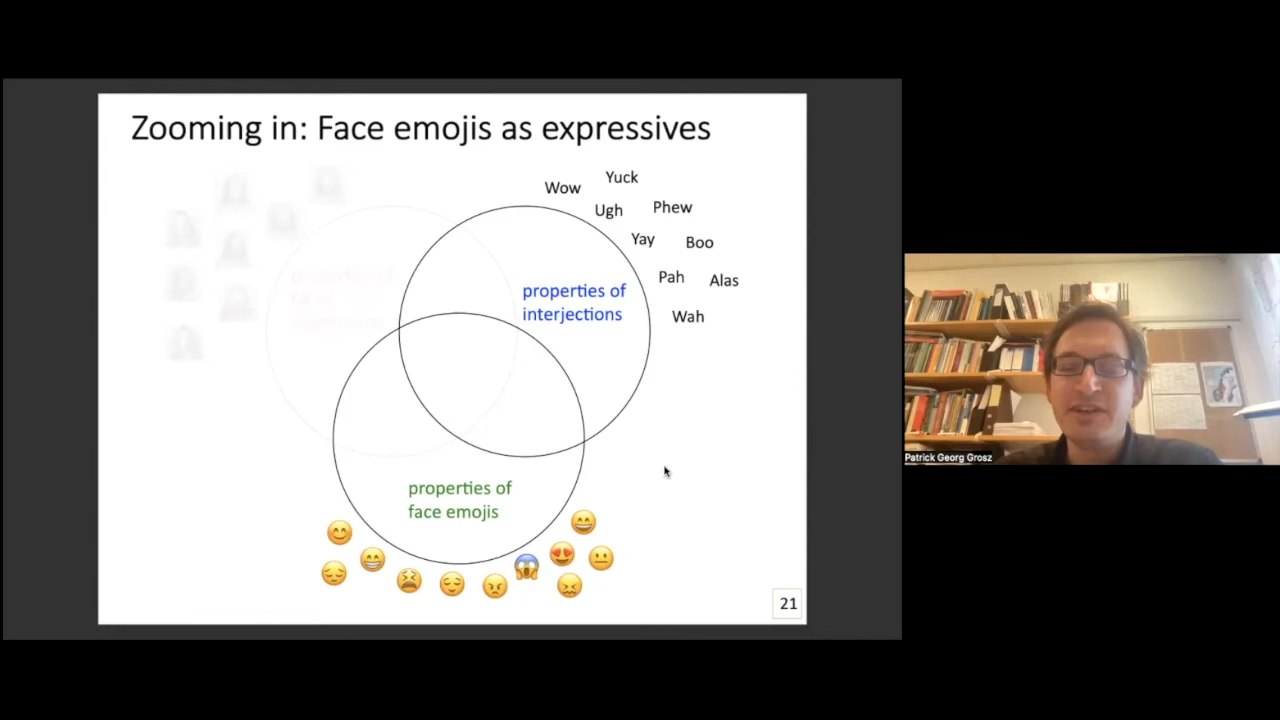 Zooming in: Face emojis as expressives
Wow
Yuck
Ugh
Phew
Yay
Boo
Pah
Alas
Wah
properties of
interjections
properties of
face emojis
21
Patrick Georg Grosz